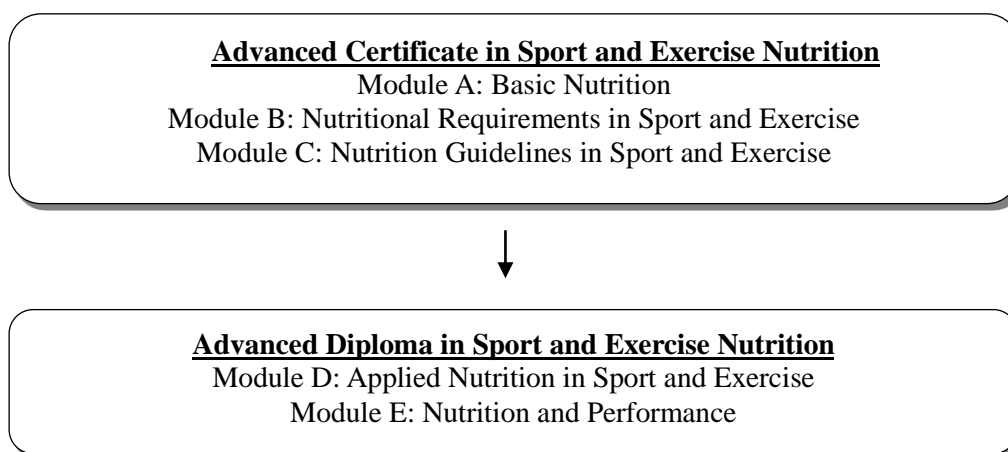 Advanced Certificate in Sport and Exercise Nutrition
Module A: Basic Nutrition
Module B: Nutritional Requirements in Sport and Exercise
Module C: Nutrition Guidelines in Sport and Exercise
Advanced Diploma in Sport and Exercise Nutrition
Module D: Applied Nutrition in Sport and Exercise
Module E: Nutrition and Performance